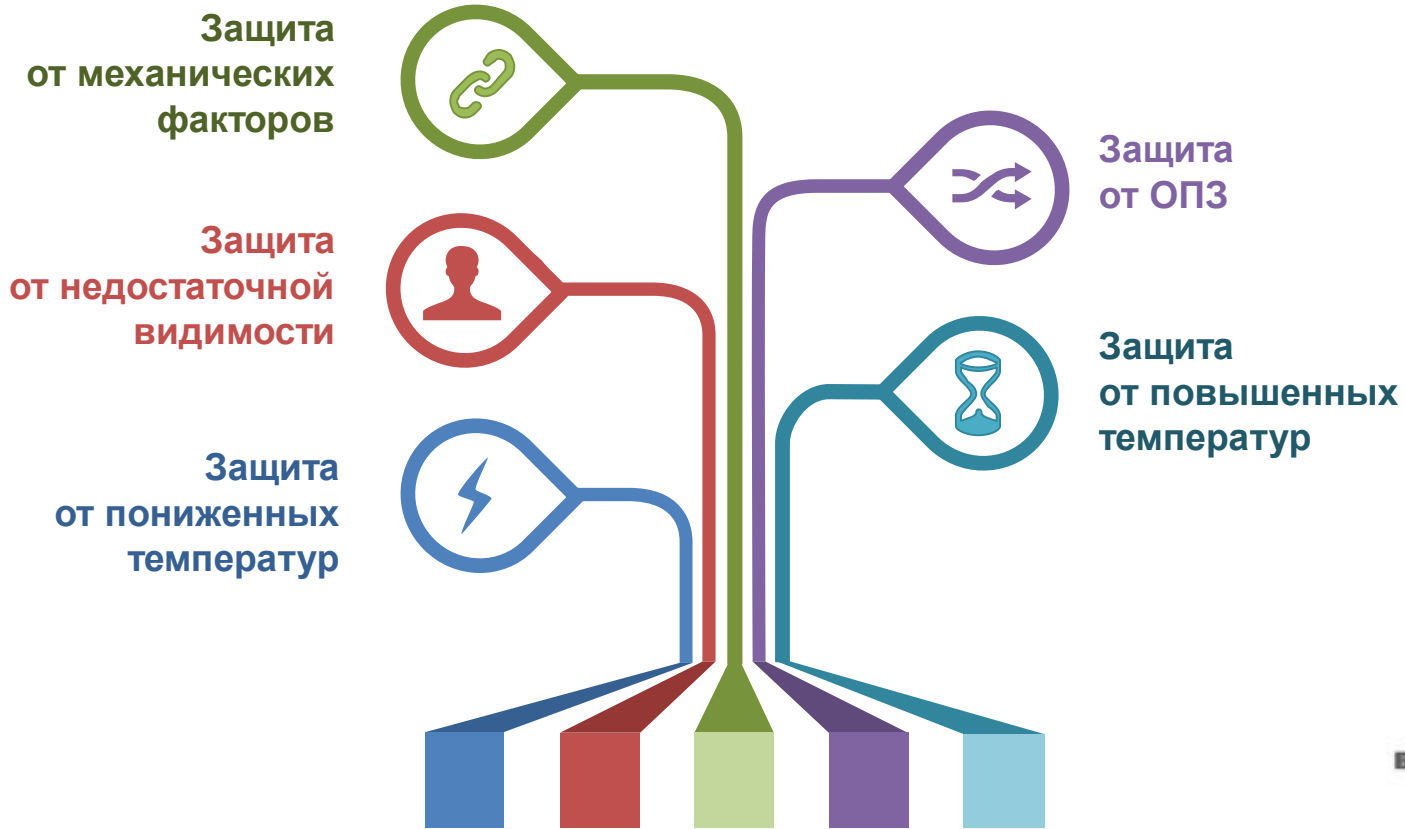 Защита
от механических
факторов
Защита
от ОПЗ
Защита
от недостаточной
видимости
Защита
от повышенных
температур
Защита
от пониженных
температур